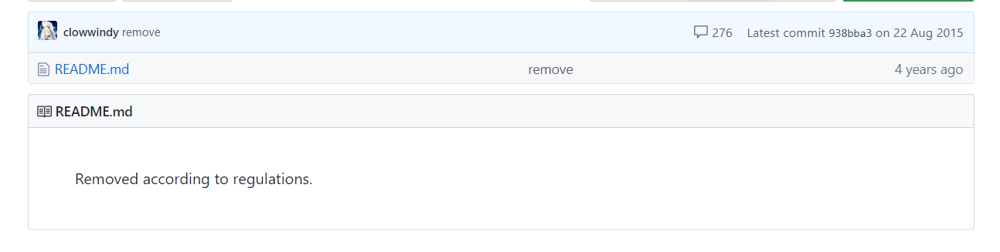 clowwindy remove 276 Latest commit 938bba3 on 22 Aug 2015
README.md remove 4 years ago
README.md
Removed according to regulations.